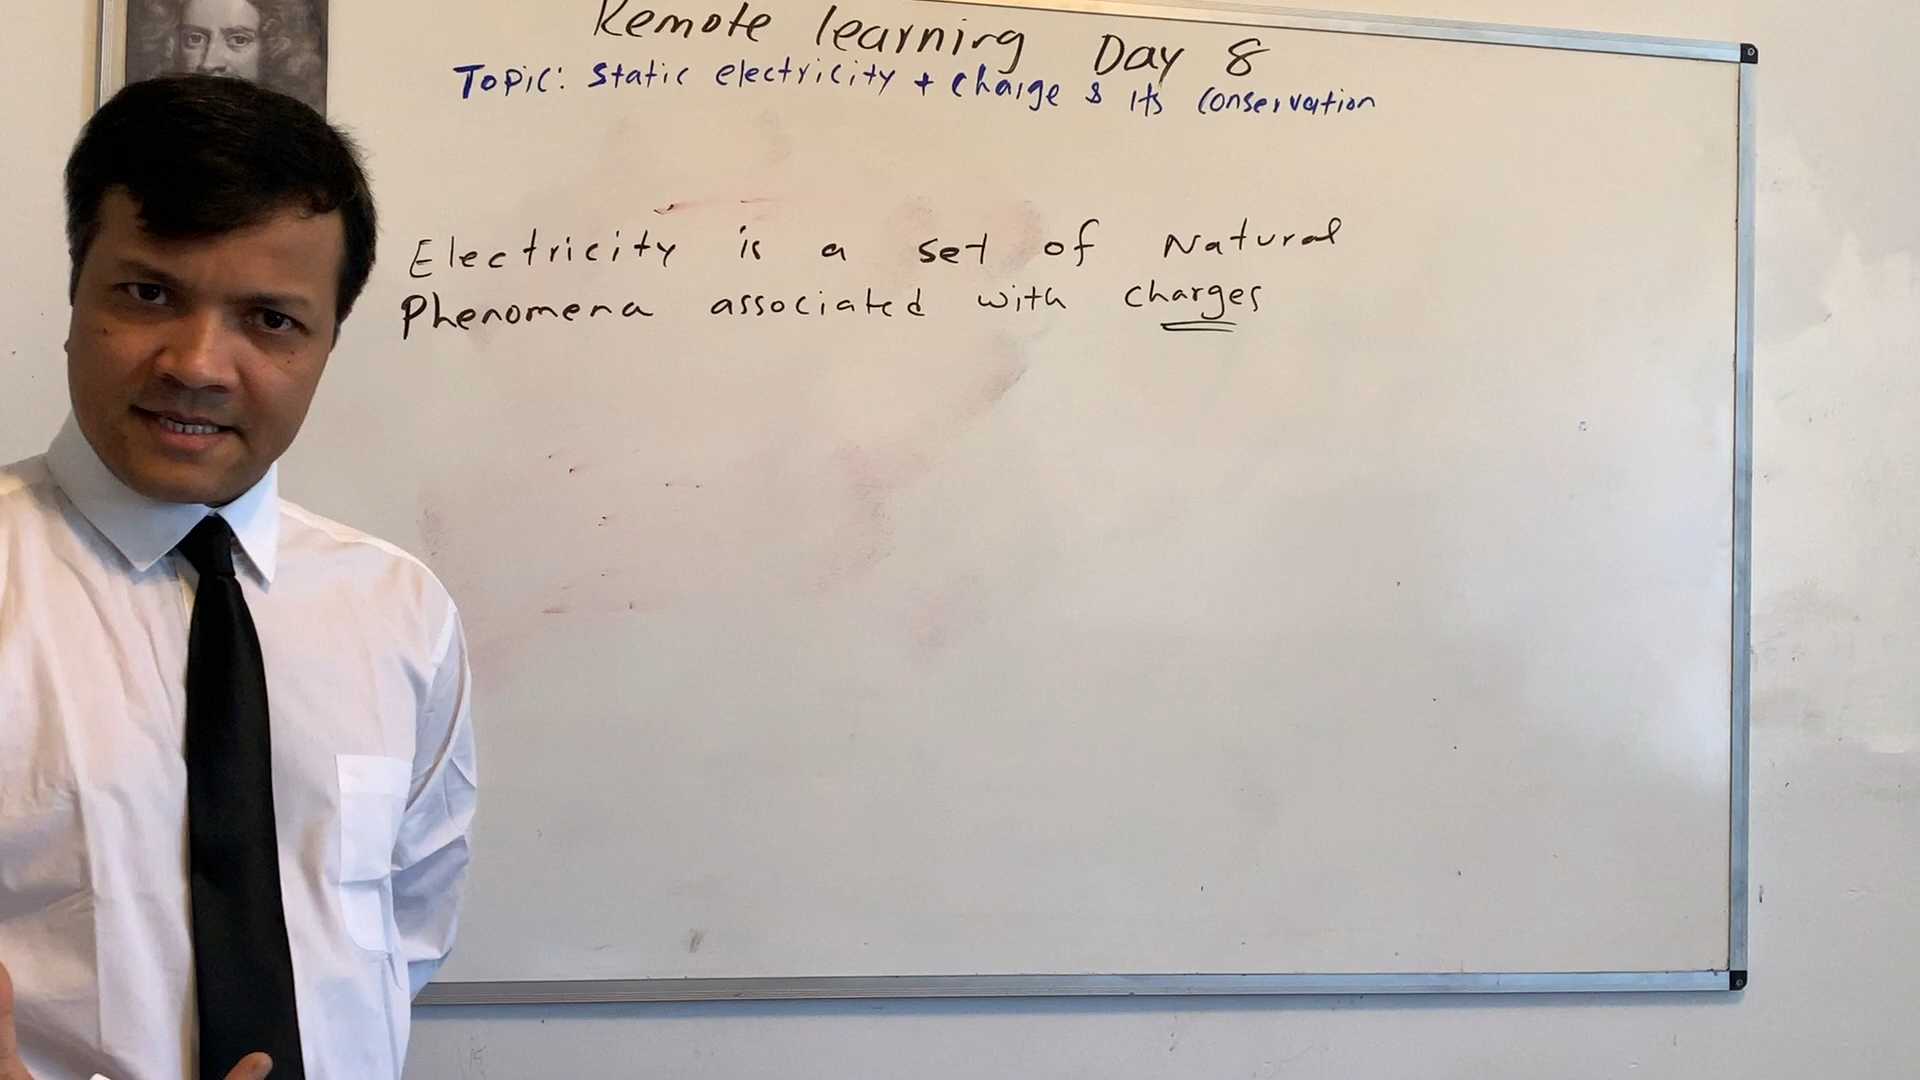 Remote learning Day 8
Topic: Static electricity + Charge & its conservation
Electricity is a set of Natural
Phenomena associated with charges